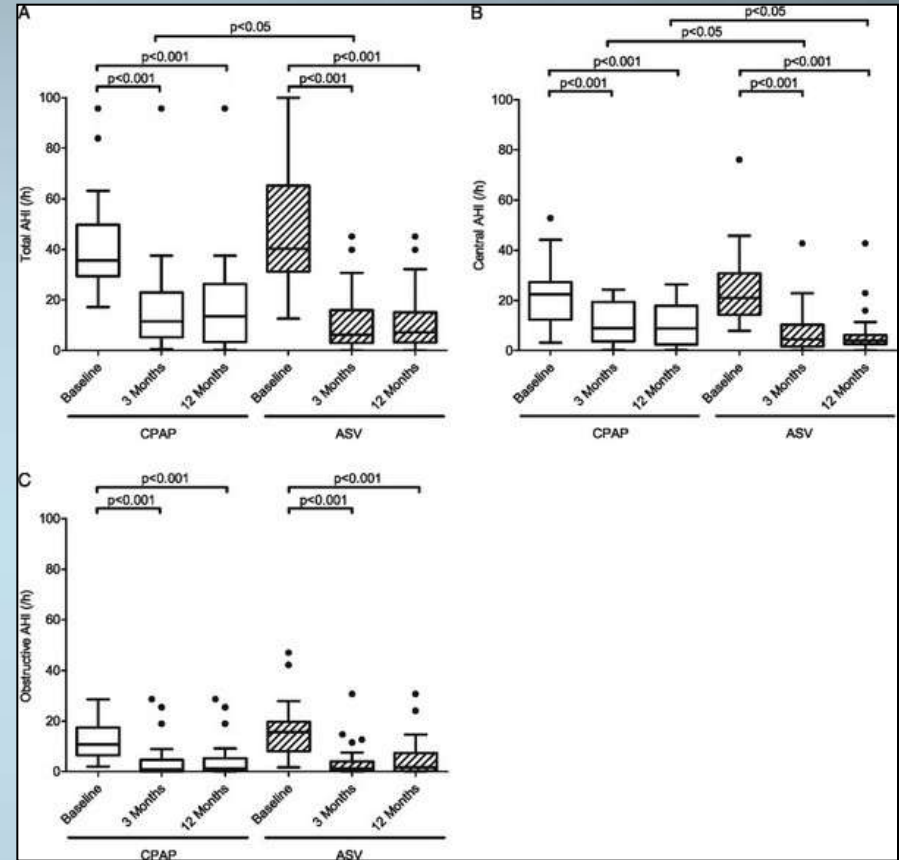 A
p<0.05
p<0.001 p<0.001
p<0.001 p<0.001
Total AHI (/h)
100
80
60
40
20
0
Baseline 3 Months 12 Months Baseline 3 Months 12 Months
CPAP ASV
B
p<0.05
p<0.05
p<0.001 p<0.001
p<0.001 p<0.001
Central AHI (/h)
100
80
60
40
20
0
Baseline 3 Months 12 Months Baseline 3 Months 12 Months
CPAP ASV
C
p<0.001 p<0.001
p<0.001 p<0.001
Obstructive AHI (/h)
100
80
60
40
20
0
Baseline 3 Months 12 Months Baseline 3 Months 12 Months
CPAP ASV